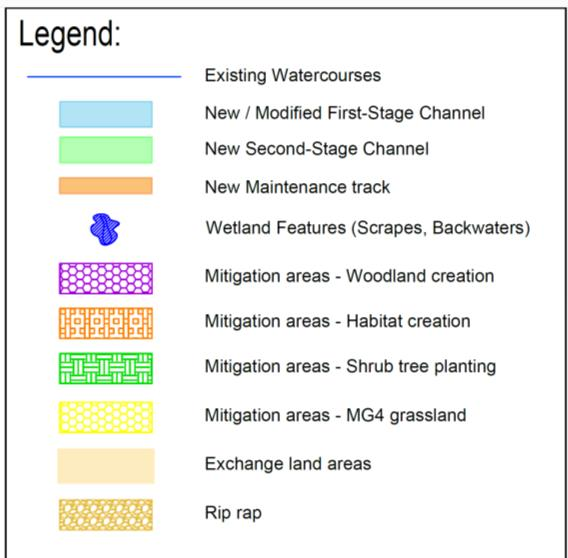 Legend:
Existing Watercourses
New / Modified First-Stage Channel
New Second-Stage Channel
New Maintenance track
Wetland Features (Scrapes, Backwaters)
Mitigation areas - Woodland creation
Mitigation areas - Habitat creation
Mitigation areas - Shrub tree planting
Mitigation areas - MG4 grassland
Exchange land areas
Rip rap